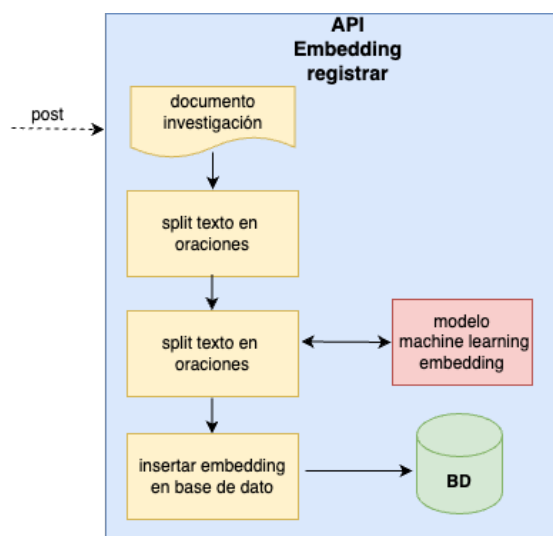 API
Embedding
registrar
post
documento
investigación
split texto en
oraciones
split texto en
oraciones
modelo
machine learning
embedding
insertar embedding
en base de dato
BD